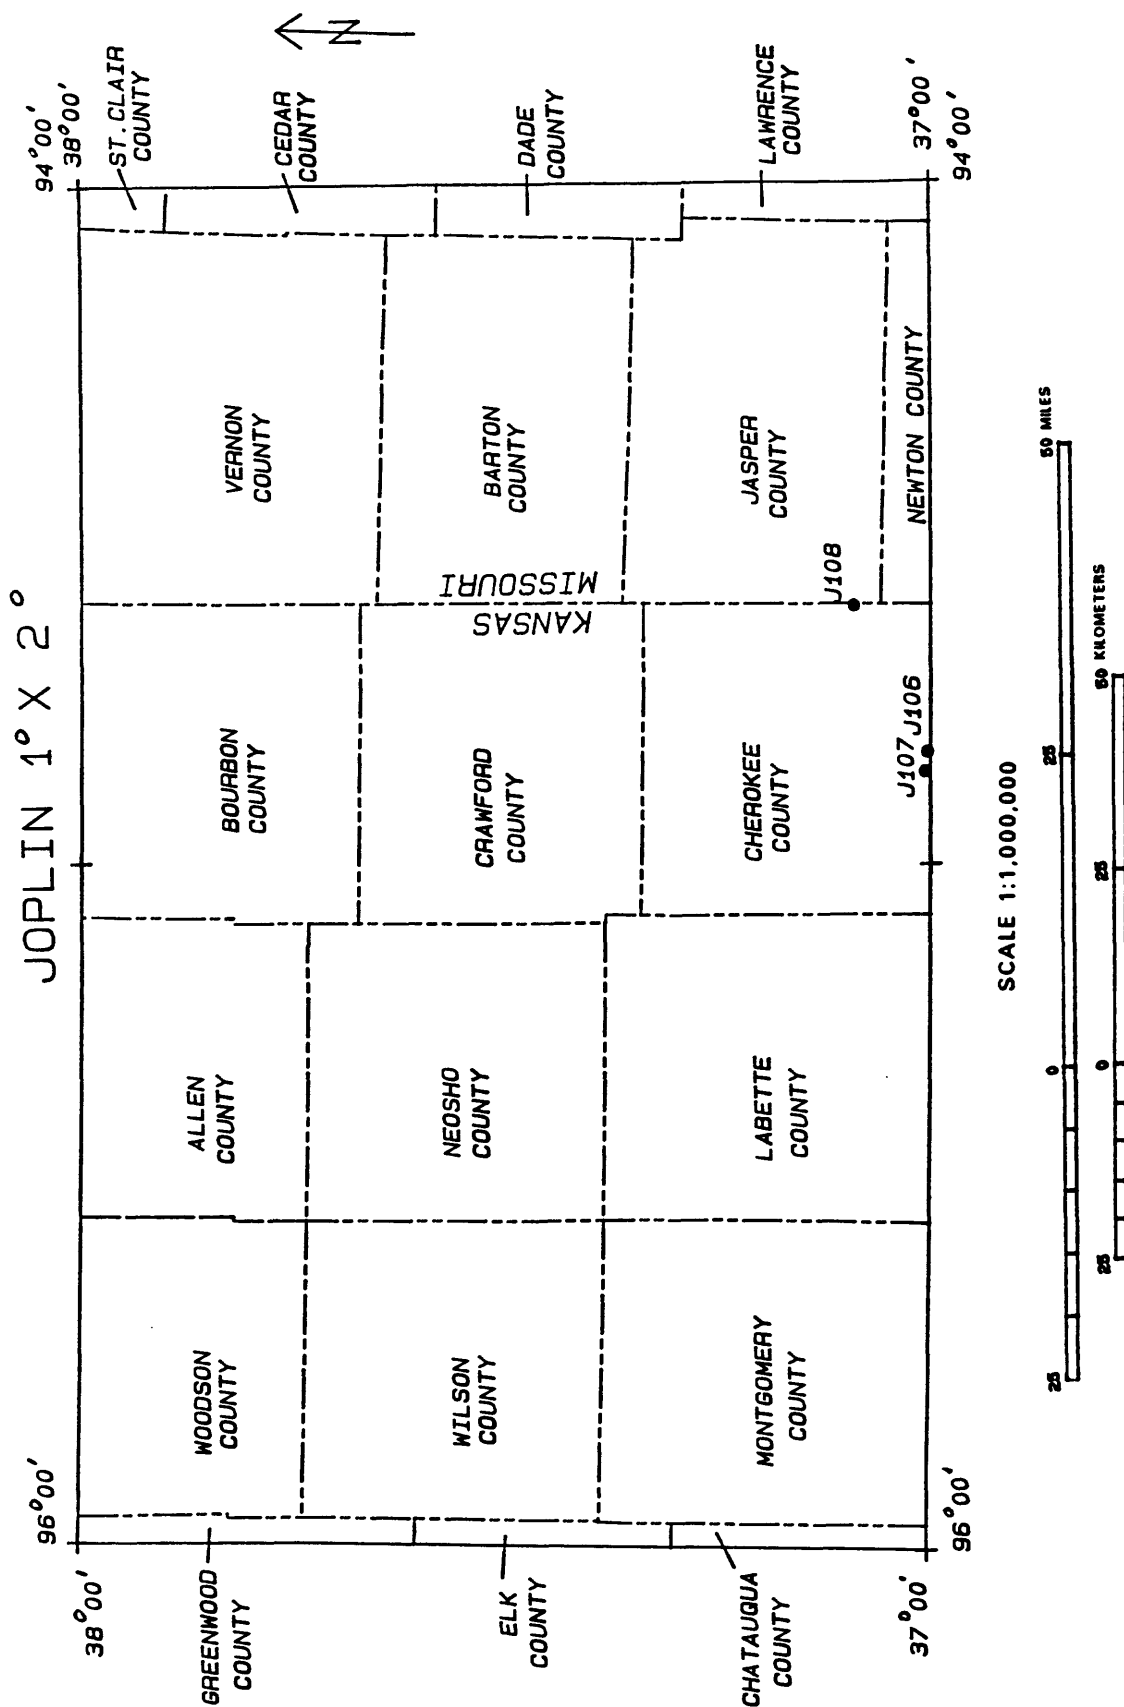 JOPLIN 1° X 2°
96°00'
94°00'
38°00'
38°00'
GREENWOOD
COUNTY
WOODSON
COUNTY
ALLEN
COUNTY
BOURBON
COUNTY
VERNON
COUNTY
ST. CLAIR
COUNTY
CEDAR
COUNTY
N
ELK
COUNTY
WILSON
COUNTY
NEOSHO
COUNTY
CRAWFORD
COUNTY
KANSAS
MISSOURI
BARTON
COUNTY
DADE
COUNTY
CHATAUQUA
COUNTY
MONTGOMERY
COUNTY
LABETTE
COUNTY
CHEROKEE
COUNTY
JASPER
COUNTY
LAWRENCE
COUNTY
J108
J107
J106
NEWTON COUNTY
37°00'
37°00'
96°00'
94°00'
SCALE 1:1,000,000
25
0
25
50 MILES
25
0
25
50 KILOMETERS